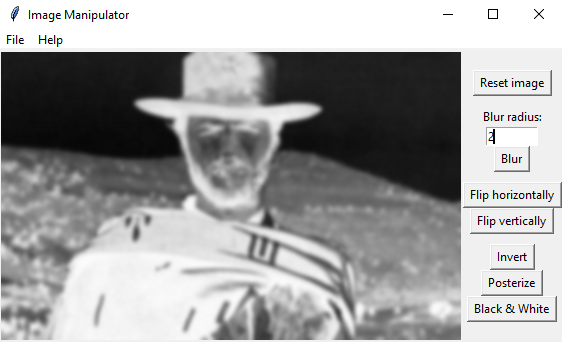 Image Manipulator
File Help
Reset image
Blur radius:
2
Blur
Flip horizontally
Flip vertically
Invert
Posterize
Black & White